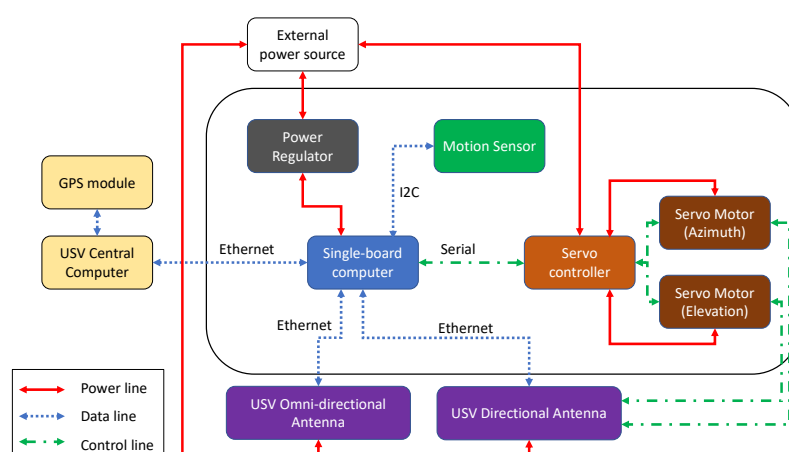 External
power source
Power
Regulator
Motion Sensor
I2C
GPS module
USV Central
Computer
Ethernet
Single-board
computer
Serial
Servo
controller
Servo Motor
(Azimuth)
Servo Motor
(Elevation)
Ethernet
Ethernet
USV Omni-directional
Antenna
USV Directional Antenna
Power line
Data line
Control line